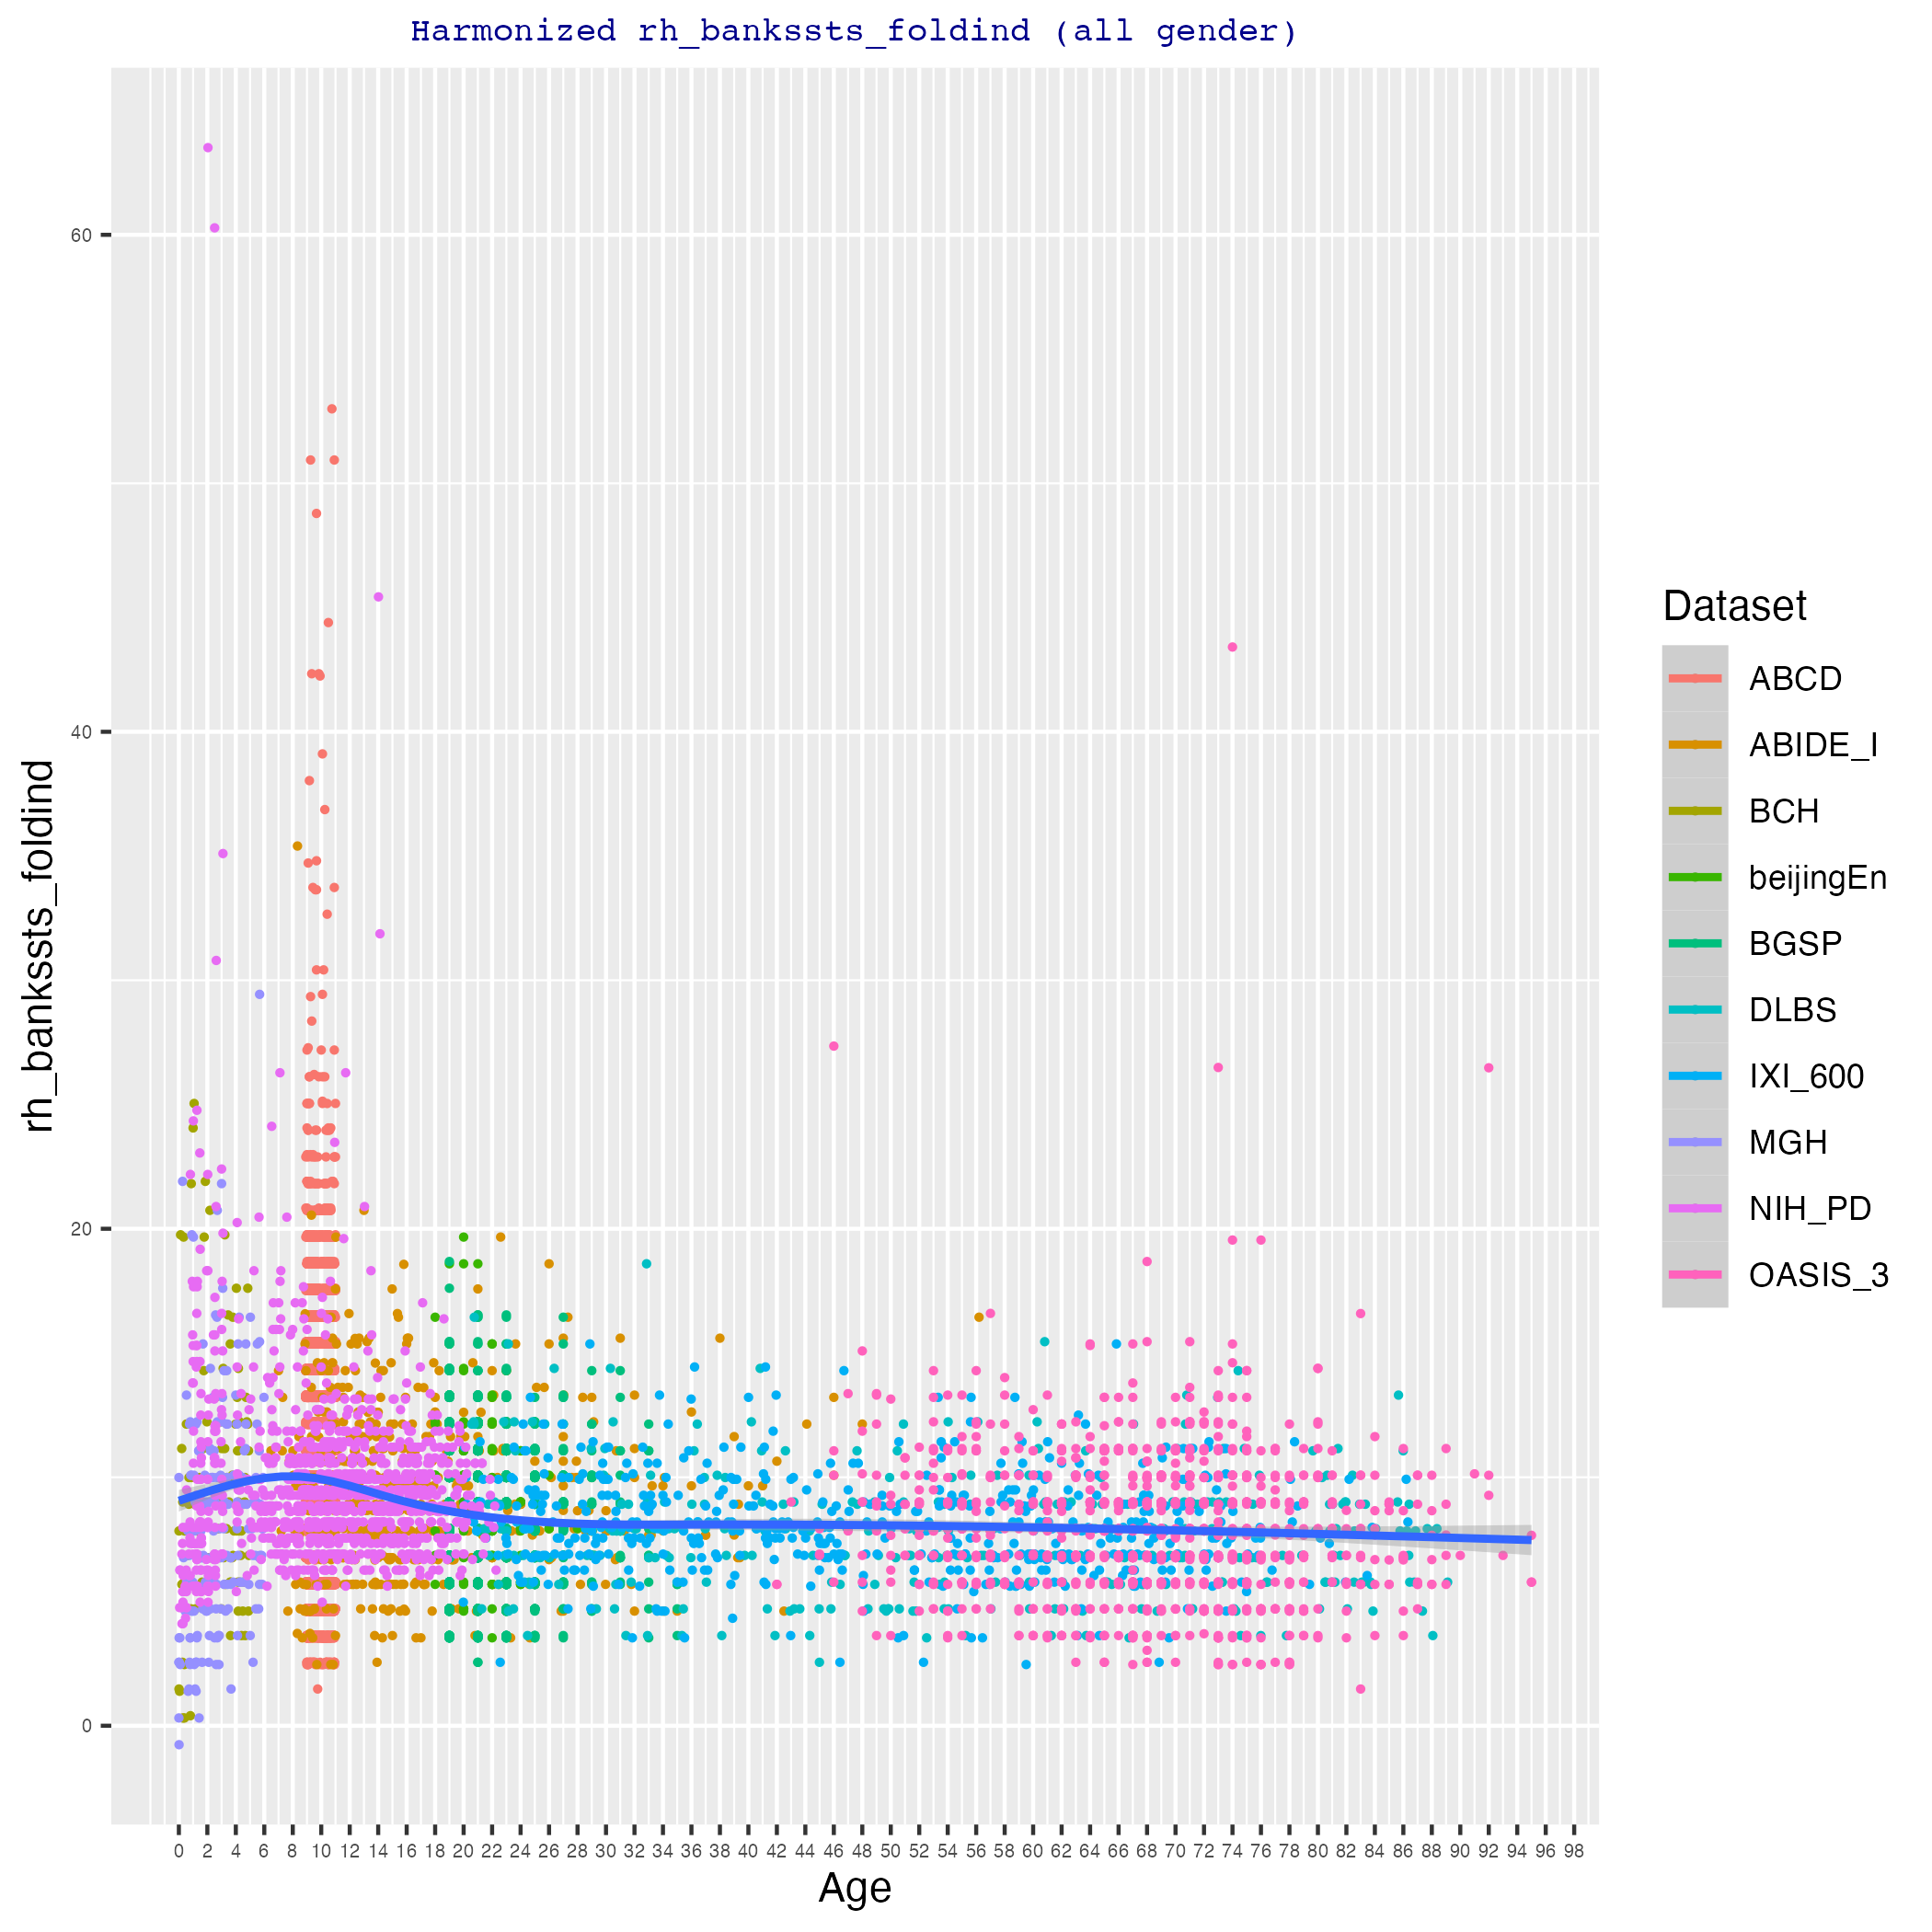 Harmonized rh_bankssts_foldind (all gender)
rh_bankssts_foldind
60
40
20
0
0 2 4 6 8 10 12 14 16 18 20 22 24 26 28 30 32 34 36 38 40 42 44 46 48 50 52 54 56 58 60 62 64 66 68 70 72 74 76 78 80 82 84 86 88 90 92 94 96 98
Age
Dataset
ABCD
ABIDE_I
BCH
beijingEn
BGSP
DLBS
IXI_600
MGH
NIH_PD
OASIS_3